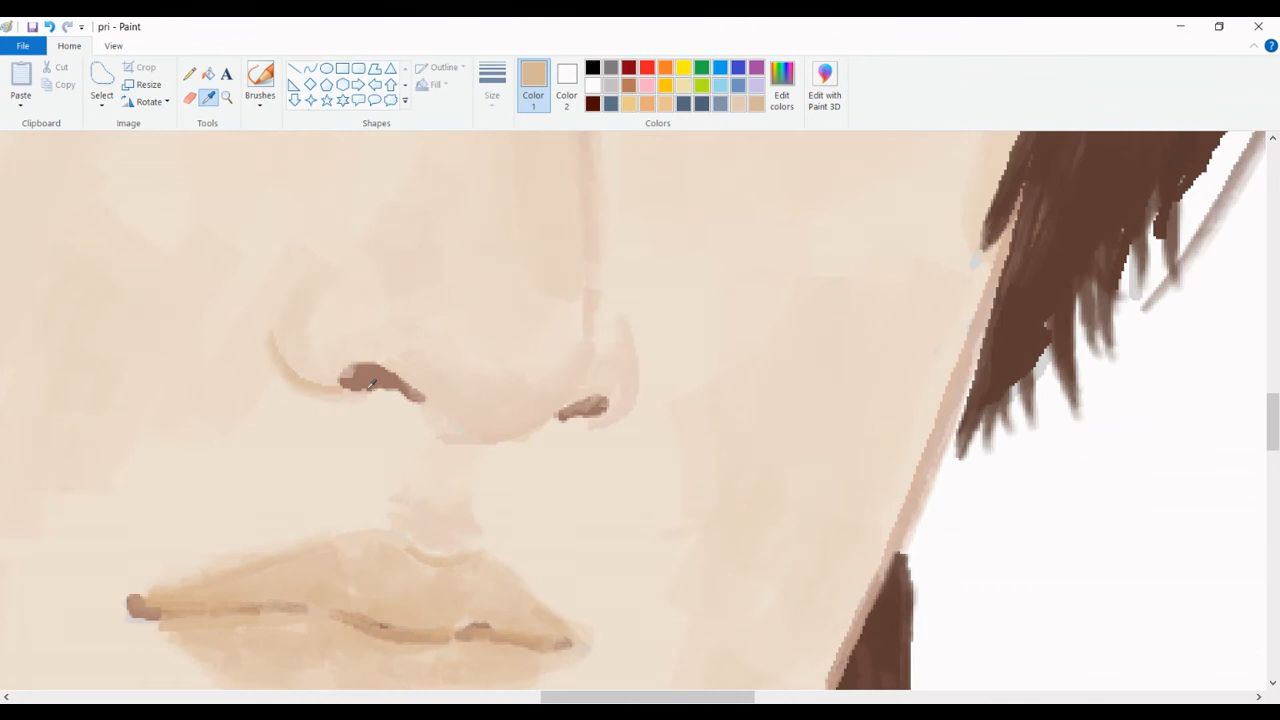 pri - Paint
File
Home
View
Paste
Cut
Copy
Clipboard
Select
Crop
Resize
Rotate
Image
A
Tools
Brushes
Outline
Fill
Shapes
Size
Color 1
Color 2
Edit colors
Colors
Edit with Paint 3D
?